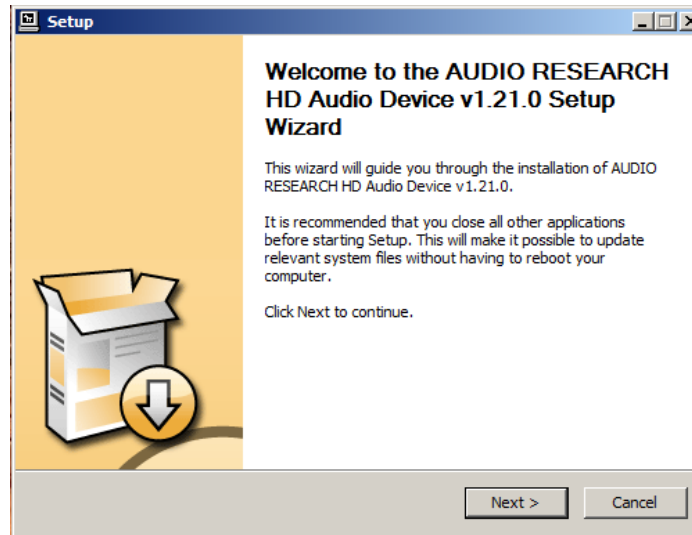 Setup
Welcome to the AUDIO RESEARCH
HD Audio Device v1.21.0 Setup
Wizard
This wizard will guide you through the installation of AUDIO
RESEARCH HD Audio Device v1.21.0.
It is recommended that you close all other applications
before starting Setup. This will make it possible to update
relevant system files without having to reboot your
computer.
Click Next to continue.
Next >
Cancel